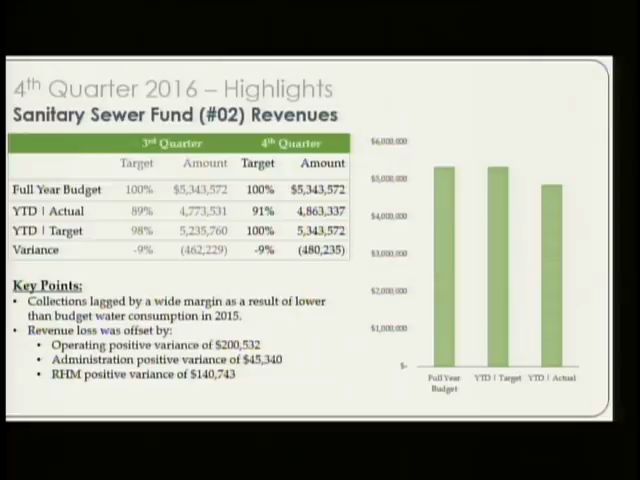 4th Quarter 2016 – Highlights
Sanitary Sewer Fund (#02) Revenues
3rd Quarter 4th Quarter
Target Amount Target Amount
Full Year Budget 100% $5,343,572 100% $5,343,572
YTD | Actual 89% 4,773,531 91% 4,863,337
YTD | Target 98% 5,235,760 100% 5,343,572
Variance -9% (462,229) -9% (480,235)
Key Points:
• Collections lagged by a wide margin as a result of lower
than budget water consumption in 2015.
• Revenue loss was offset by:
• Operating positive variance of $200,532
• Administration positive variance of $45,340
• RHM positive variance of $140,743
$6,000,000
$5,000,000
$4,000,000
$3,000,000
$2,000,000
$1,000,000
$-
Full Year
Budget
YTD | Target
YTD | Actual